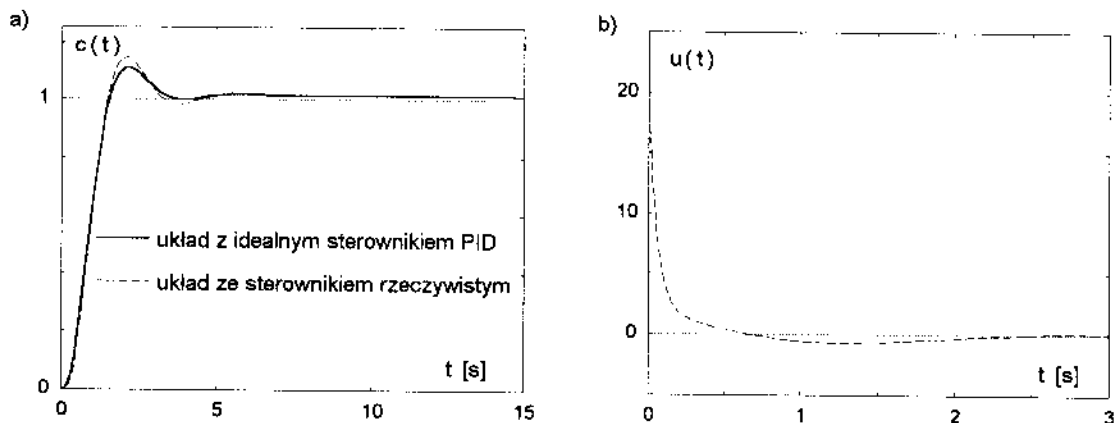 a)
c(t)
1
układ z idealnym sterownikiem PID
układ ze sterownikiem rzeczywistym
0
t [s]
0 5 10 15
b)
u(t)
20
10
0
t [s]
0 1 2 3